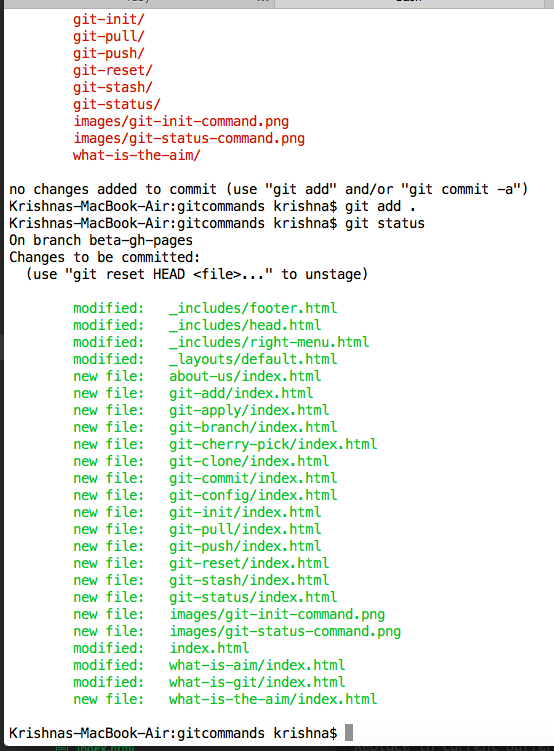 git-init/
git-pull/
git-push/
git-reset/
git-stash/
git-status/
images/git-init-command.png
images/git-status-command.png
what-is-the-aim/
no changes added to commit (use "git add" and/or "git commit -a")
Krishnas-MacBook-Air:gitcommands krishna$ git add .
Krishnas-MacBook-Air:gitcommands krishna$ git status
On branch beta-gh-pages
Changes to be committed:
(use "git reset HEAD <file>..." to unstage)
modified: _includes/footer.html
modified: _includes/head.html
modified: _includes/right-menu.html
modified: _layouts/default.html
new file: about-us/index.html
new file: git-add/index.html
new file: git-apply/index.html
new file: git-branch/index.html
new file: git-cherry-pick/index.html
new file: git-clone/index.html
new file: git-commit/index.html
new file: git-config/index.html
new file: git-init/index.html
new file: git-pull/index.html
new file: git-push/index.html
new file: git-reset/index.html
new file: git-stash/index.html
new file: git-status/index.html
new file: images/git-init-command.png
new file: images/git-status-command.png
modified: index.html
modified: what-is-aim/index.html
modified: what-is-git/index.html
new file: what-is-the-aim/index.html
Krishnas-MacBook-Air:gitcommands krishna$
index.html